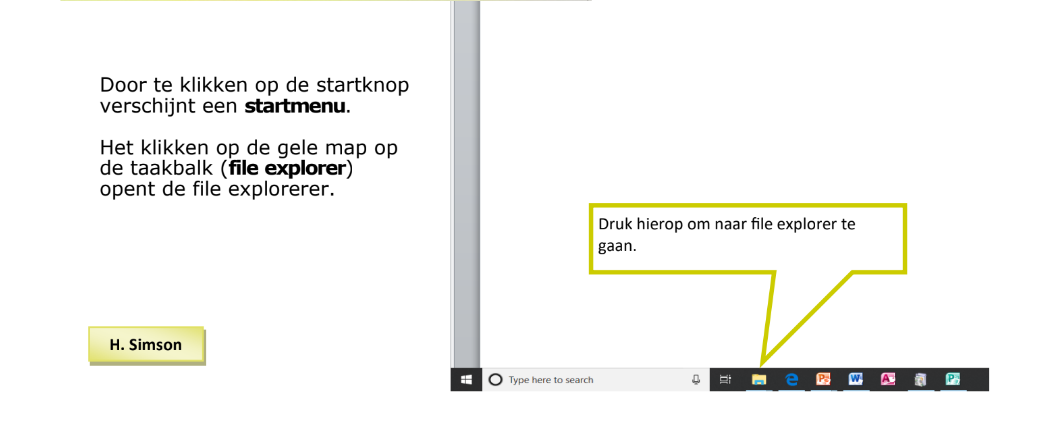 Door te klikken op de startknop
verschijnt een startmenu.
Het klikken op de gele map op
de taakbalk (file explorer)
opent de file explorerer.
Druk hierop om naar file explorer te
gaan.
H. Simson
Type here to search